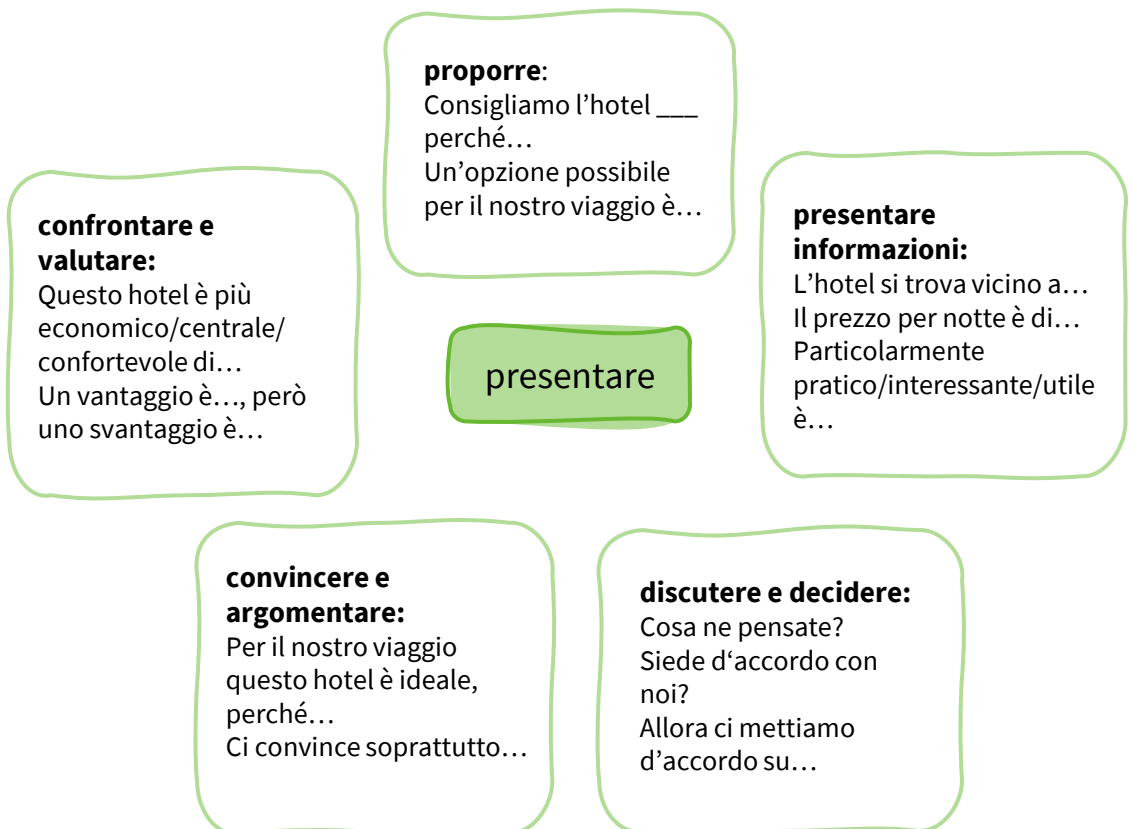 proporre:
Consigliamo l’hotel ___
perché…
Un’opzione possibile
per il nostro viaggio è…
confrontare e
valutare:
Questo hotel è più
economico/centrale/
confortevole di…
Un vantaggio è…, però
uno svantaggio è…
presentare
informazioni:
L’hotel si trova vicino a…
Il prezzo per notte è di…
Particolarmente
pratico/interessante/utile
è…
presentare
convincere e
argomentare:
Per il nostro viaggio
questo hotel è ideale,
perché…
Ci convince soprattutto…
discutere e decidere:
Cosa ne pensate?
Siede d‘accordo con
noi?
Allora ci mettiamo
d’accordo su…